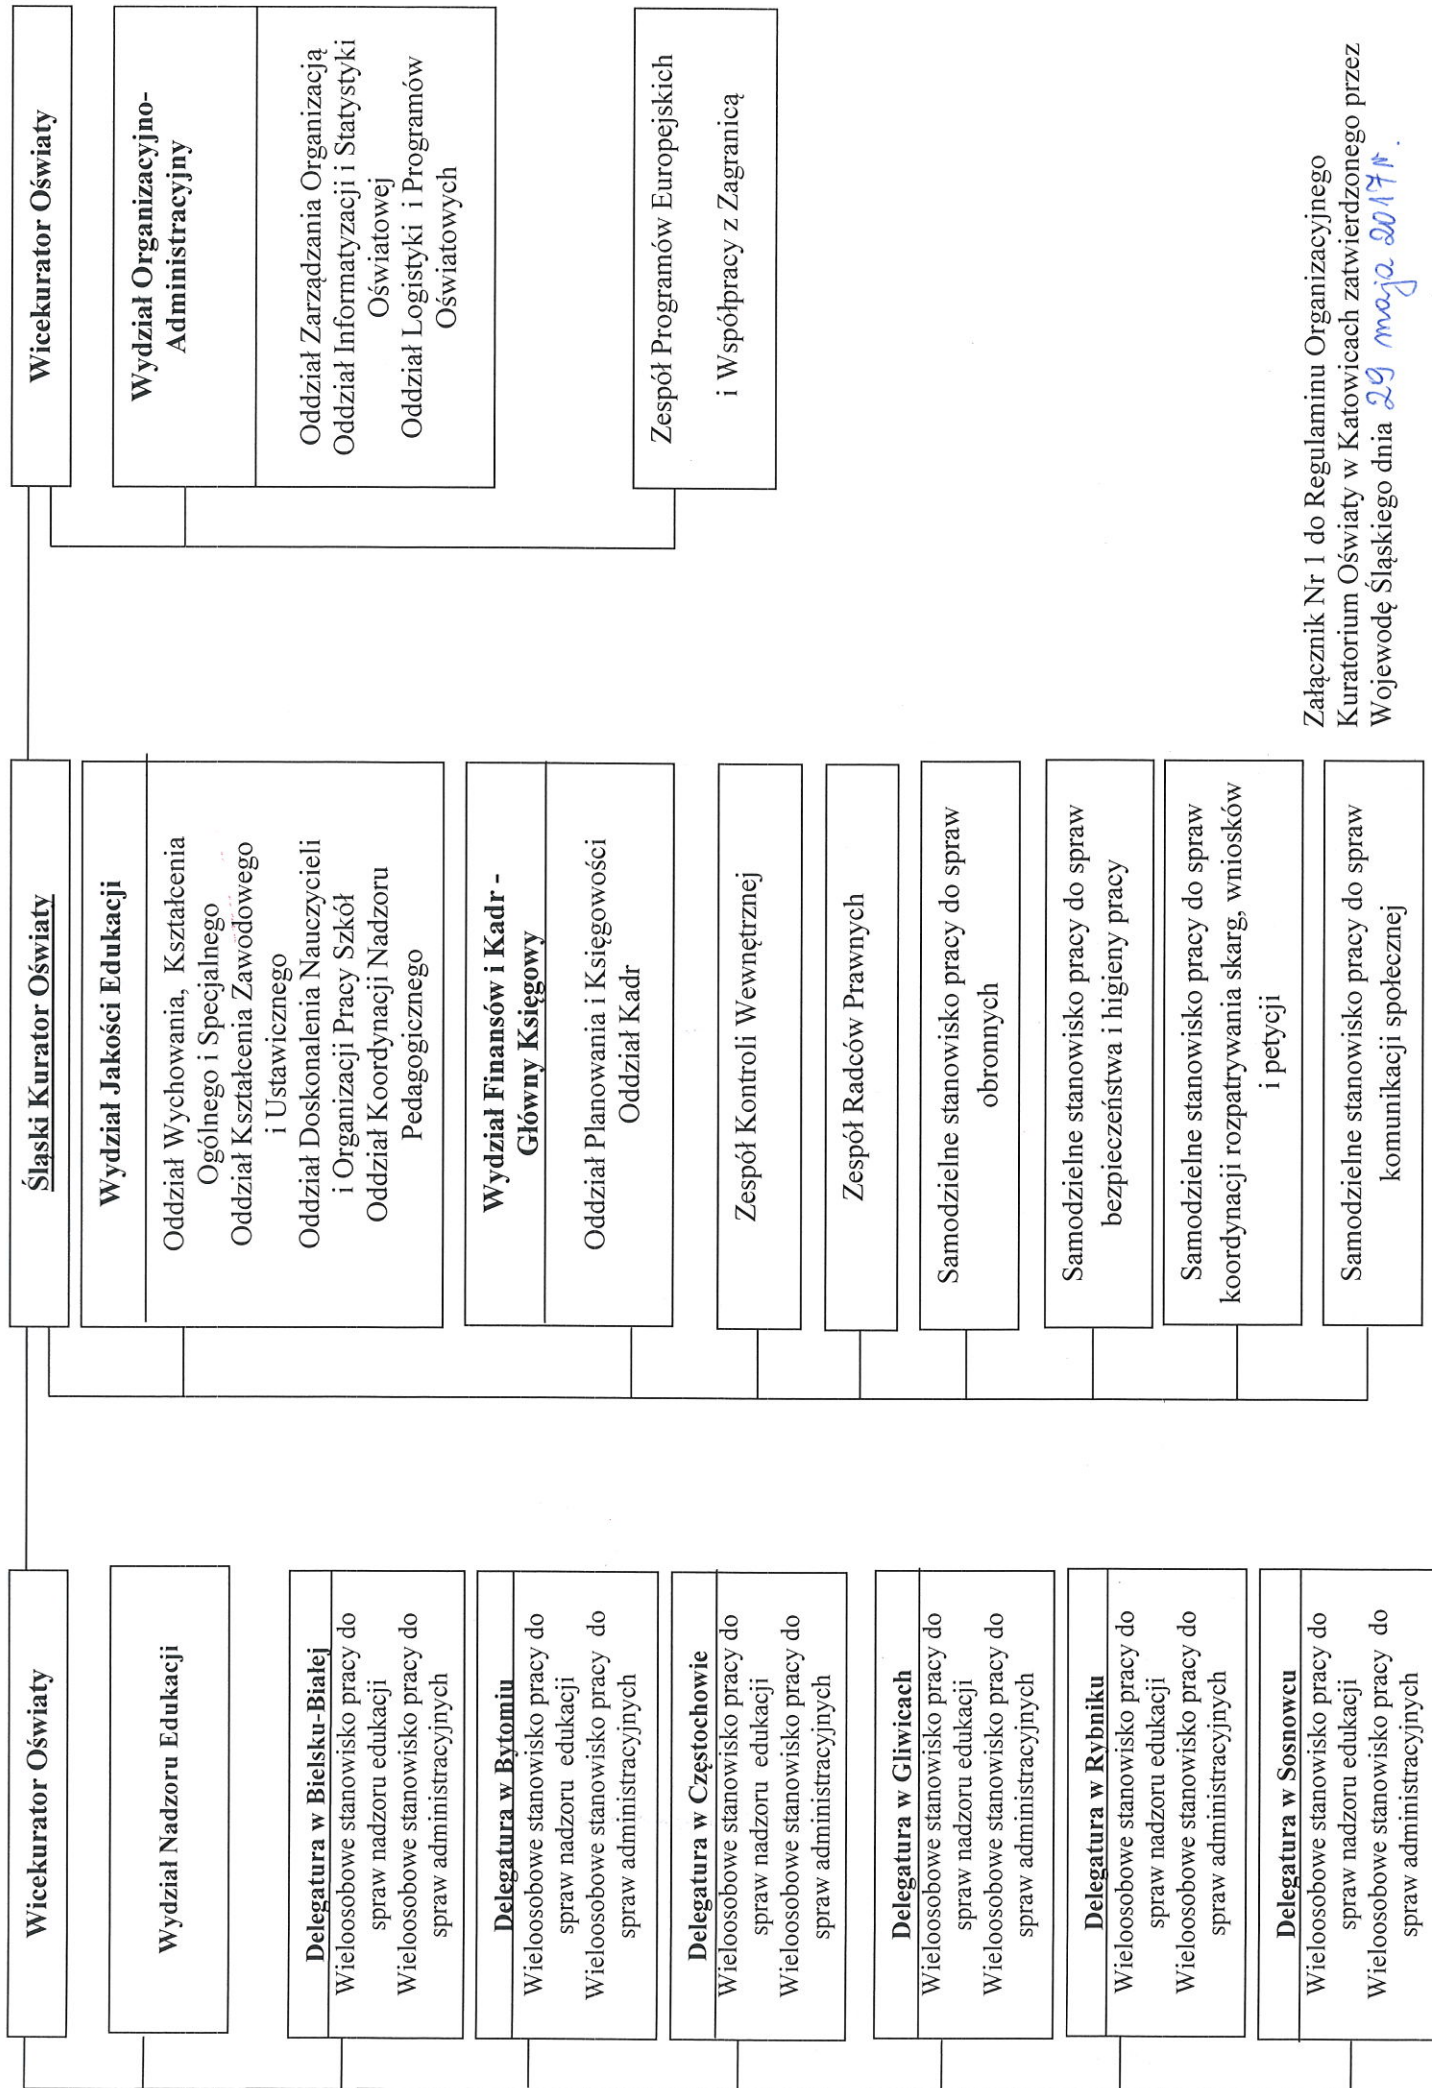 Wicekurator Oświaty
Wydział Nadzoru Edukacji
Delegatura w Bielsku-Białej
Wieloosobowe stanowisko pracy do
spraw nadzoru edukacji
Wieloosobowe stanowisko pracy do
spraw administracyjnych
Delegatura w Bytomiu
Wieloosobowe stanowisko pracy do
spraw nadzoru edukacji
Wieloosobowe stanowisko pracy do
spraw administracyjnych
Delegatura w Częstochowie
Wieloosobowe stanowisko pracy do
spraw nadzoru edukacji
Wieloosobowe stanowisko pracy do
spraw administracyjnych
Delegatura w Gliwicach
Wieloosobowe stanowisko pracy do
spraw nadzoru edukacji
Wieloosobowe stanowisko pracy do
spraw administracyjnych
Delegatura w Rybniku
Wieloosobowe stanowisko pracy do
spraw nadzoru edukacji
Wieloosobowe stanowisko pracy do
spraw administracyjnych
Delegatura w Sosnowcu
Wieloosobowe stanowisko pracy do
spraw nadzoru edukacji
Wieloosobowe stanowisko pracy do
spraw administracyjnych
Śląski Kurator Oświaty
Wydział Jakości Edukacji
Oddział Wychowania, Kształcenia
Ogólnego i Specjalnego
Oddział Kształcenia Zawodowego
i Ustawicznego
Oddział Doskonalenia Nauczycieli
i Organizacji Pracy Szkół
Oddział Koordynacji Nadzoru
Pedagogicznego
Wydział Finansów i Kadr -
Główny Księgowy
Oddział Planowania i Księgowości
Oddział Kadr
Zespół Kontroli Wewnętrznej
Zespół Radców Prawnych
Samodzielne stanowisko pracy do spraw
obronnych
Samodzielne stanowisko pracy do spraw
bezpieczeństwa i higieny pracy
Samodzielne stanowisko pracy do spraw
koordynacji rozpatrywania skarg, wniosków
i petycji
Samodzielne stanowisko pracy do spraw
komunikacji społecznej
Wicekurator Oświaty
Wydział Organizacyjno-
Administracyjny
Oddział Zarządzania Organizacją
Oddział Informatyzacji i Statystyki
Oświatowej
Oddział Logistyki i Programów
Oświatowych
Zespół Programów Europejskich
i Współpracy z Zagranicą
Załącznik Nr 1 do Regulaminu Organizacyjnego
Kuratorium Oświaty w Katowicach zatwierdzonego przez
Wojewodę Śląskiego dnia 29 maja 2017 r.